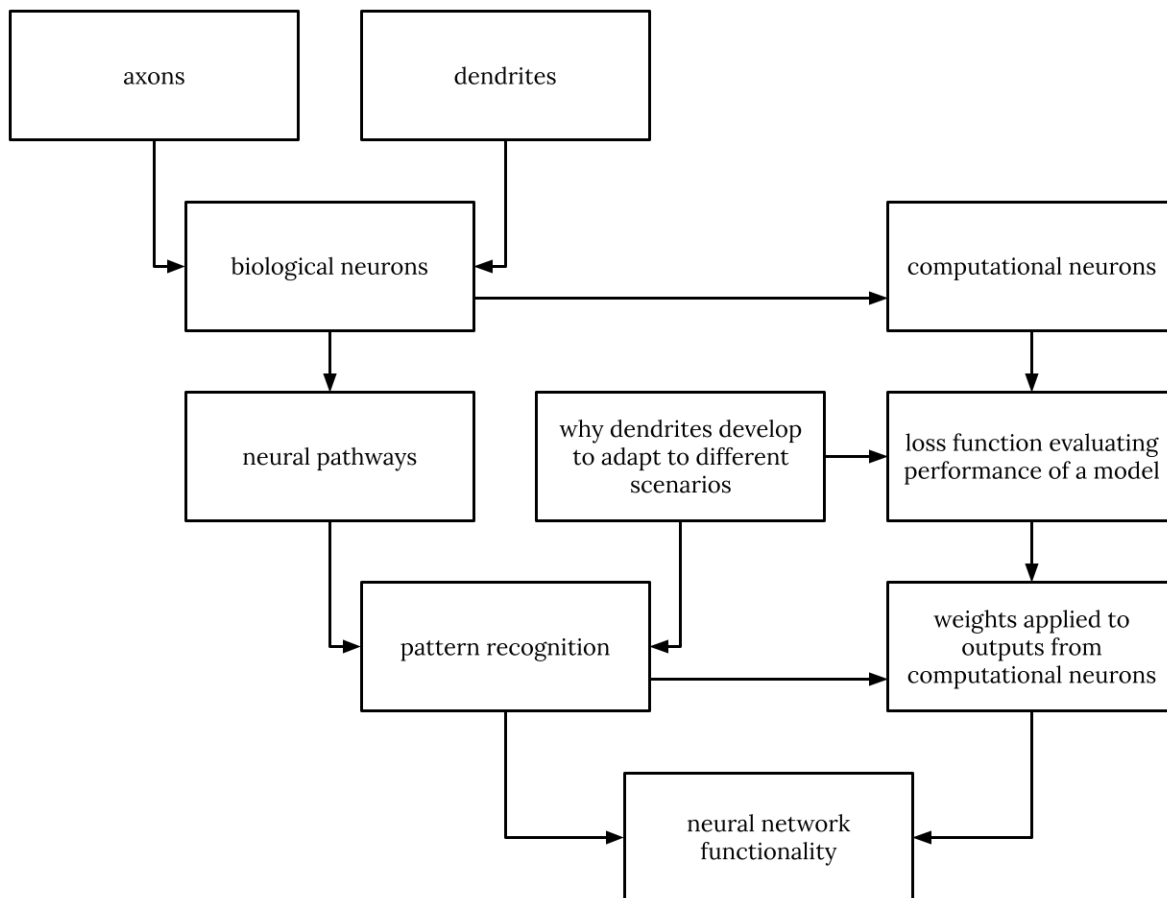 axons
dendrites
biological neurons
computational neurons
neural pathways
why dendrites develop
to adapt to different
scenarios
loss function evaluating
performance of a model
pattern recognition
weights applied to
outputs from
computational neurons
neural network
functionality